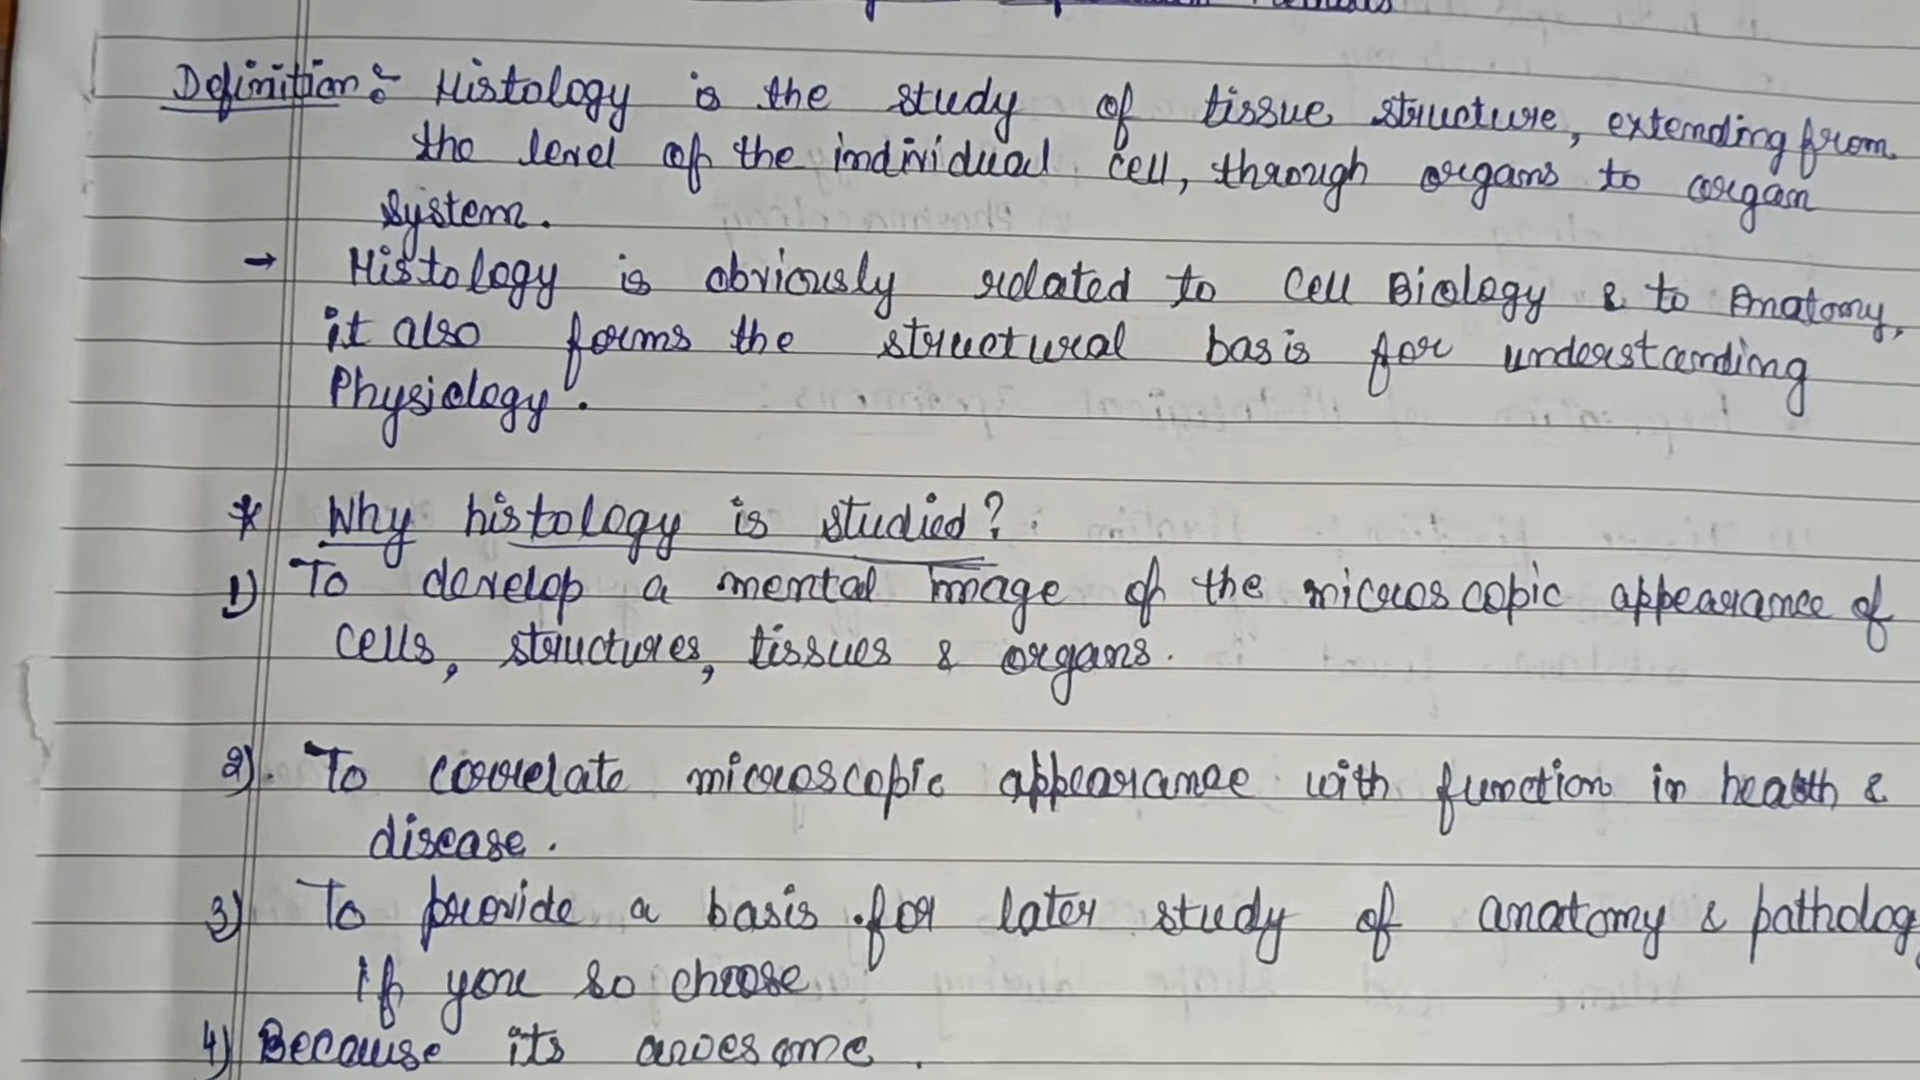 Definition :- Histology is the study of tissue structure, extending from
the level of the individual cell, through organs to organ
system.
→ Histology is obviously related to Cell Biology & to Anatomy,
it also forms the structural basis for understanding
Physiology.
* Why histology is studied?
1) To develop a mental image of the microscopic appearance of
cells, structures, tissues & organs.
2) To correlate microscopic appearance with function in health &
disease.
3) To provide a basis for later study of anatomy & patholog
If you so choose
4) Because its awesome.